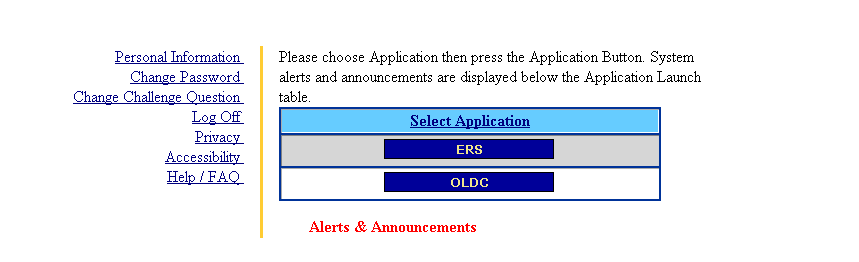 Personal Information
Change Password
Change Challenge Question
Log Off
Privacy
Accessibility
Help / FAQ
Please choose Application then press the Application Button. System
alerts and announcements are displayed below the Application Launch
table.
Select Application
ERS
OLDC
Alerts & Announcements